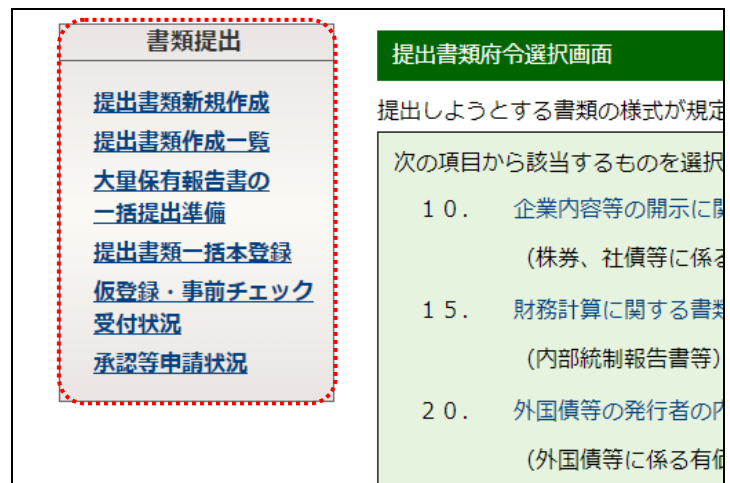 書類提出
提出書類新規作成
提出書類作成一覧
大量保有報告書の
一括提出準備
提出書類一括本登録
仮登録・事前チェック
受付状況
承認等申請状況
提出書類府令選択画面
提出しようとする書類の様式が規定
次の項目から該当するものを選択
10. 企業内容等の開示に関
(株券、社債等に係る
15. 財務計算に関する書類
(内部統制報告書等)
20. 外国債等の発行者の内
(外国債等に係る有価